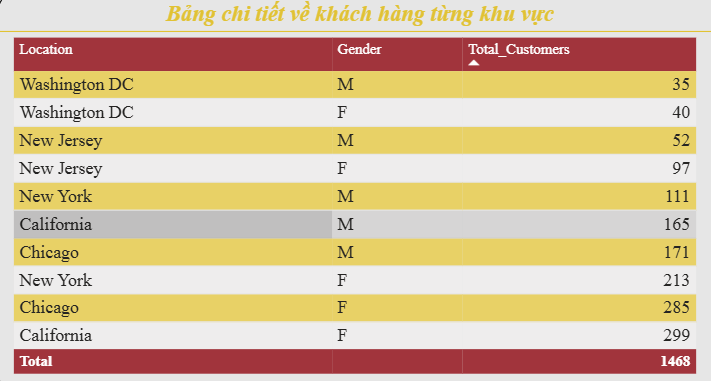 Bảng chi tiết về khách hàng từng khu vực
Location Gender Total_Customers
Washington DC M 35
Washington DC F 40
New Jersey M 52
New Jersey F 97
New York M 111
California M 165
Chicago M 171
New York F 213
Chicago F 285
California F 299
Total 1468